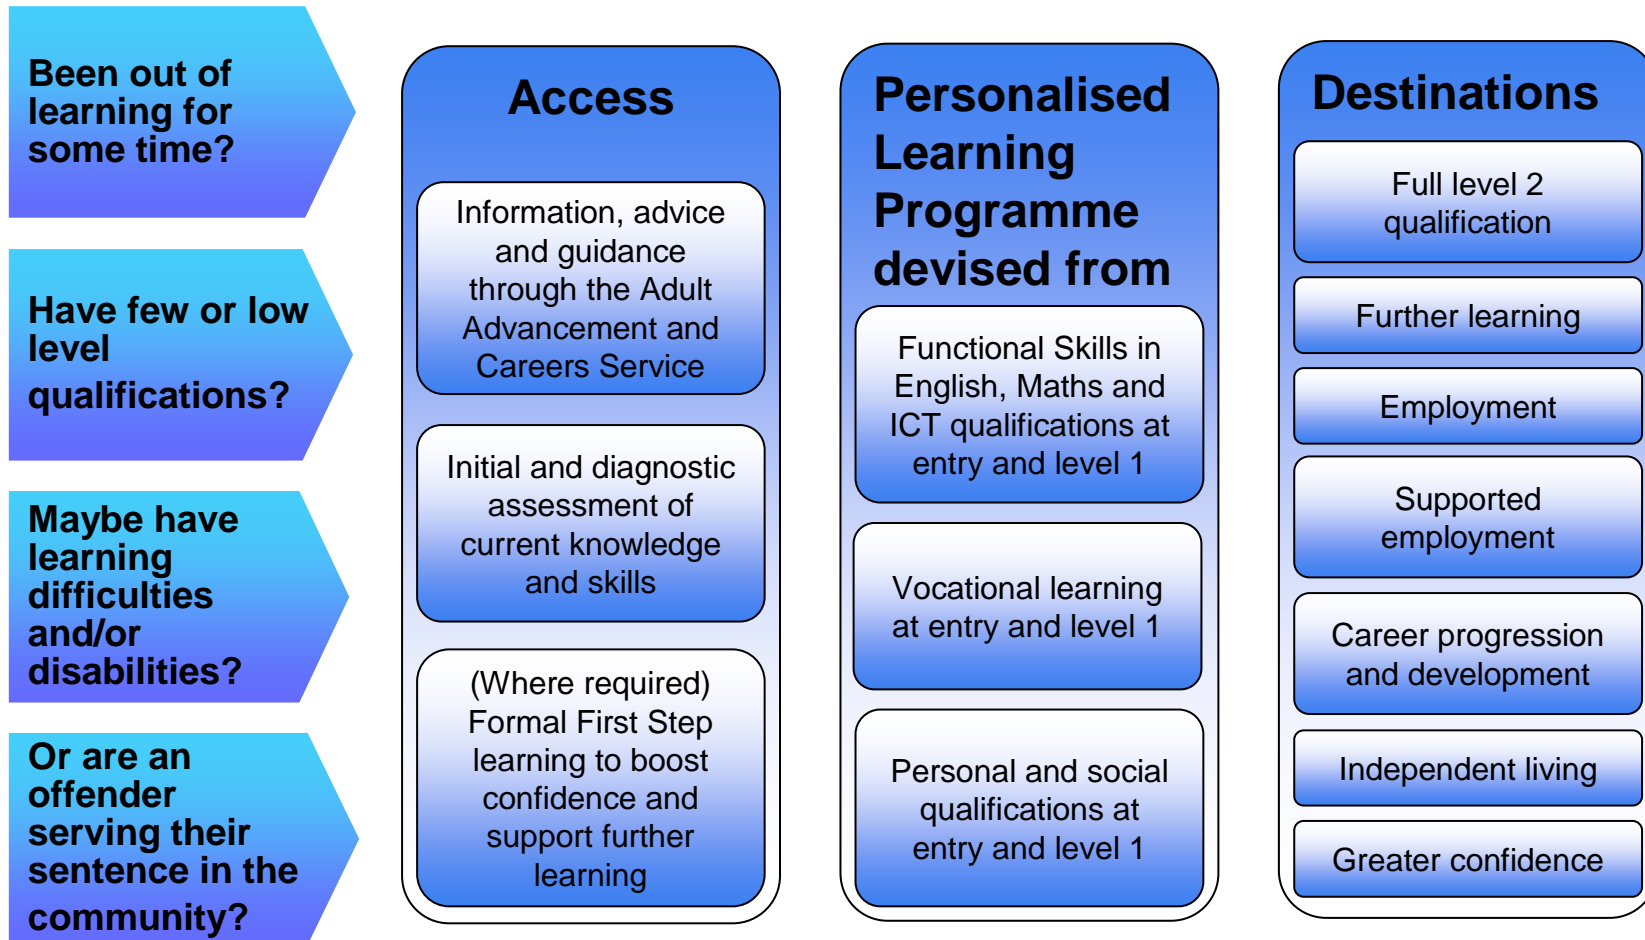 Been out of
learning for
some time?
Have few or low
level
qualifications?
Maybe have
learning
difficulties
and/or
disabilities?
Or are an
offender
serving their
sentence in the
community?
Access
Information, advice
and guidance
through the Adult
Advancement and
Careers Service
Initial and diagnostic
assessment of
current knowledge
and skills
(Where required)
Formal First Step
learning to boost
confidence and
support further
learning
Personalised
Learning
Programme
devised from
Functional Skills in
English, Maths and
ICT qualifications at
entry and level 1
Vocational learning
at entry and level 1
Personal and social
qualifications at
entry and level 1
Destinations
Full level 2
qualification
Further learning
Employment
Supported
employment
Career progression
and development
Independent living
Greater confidence